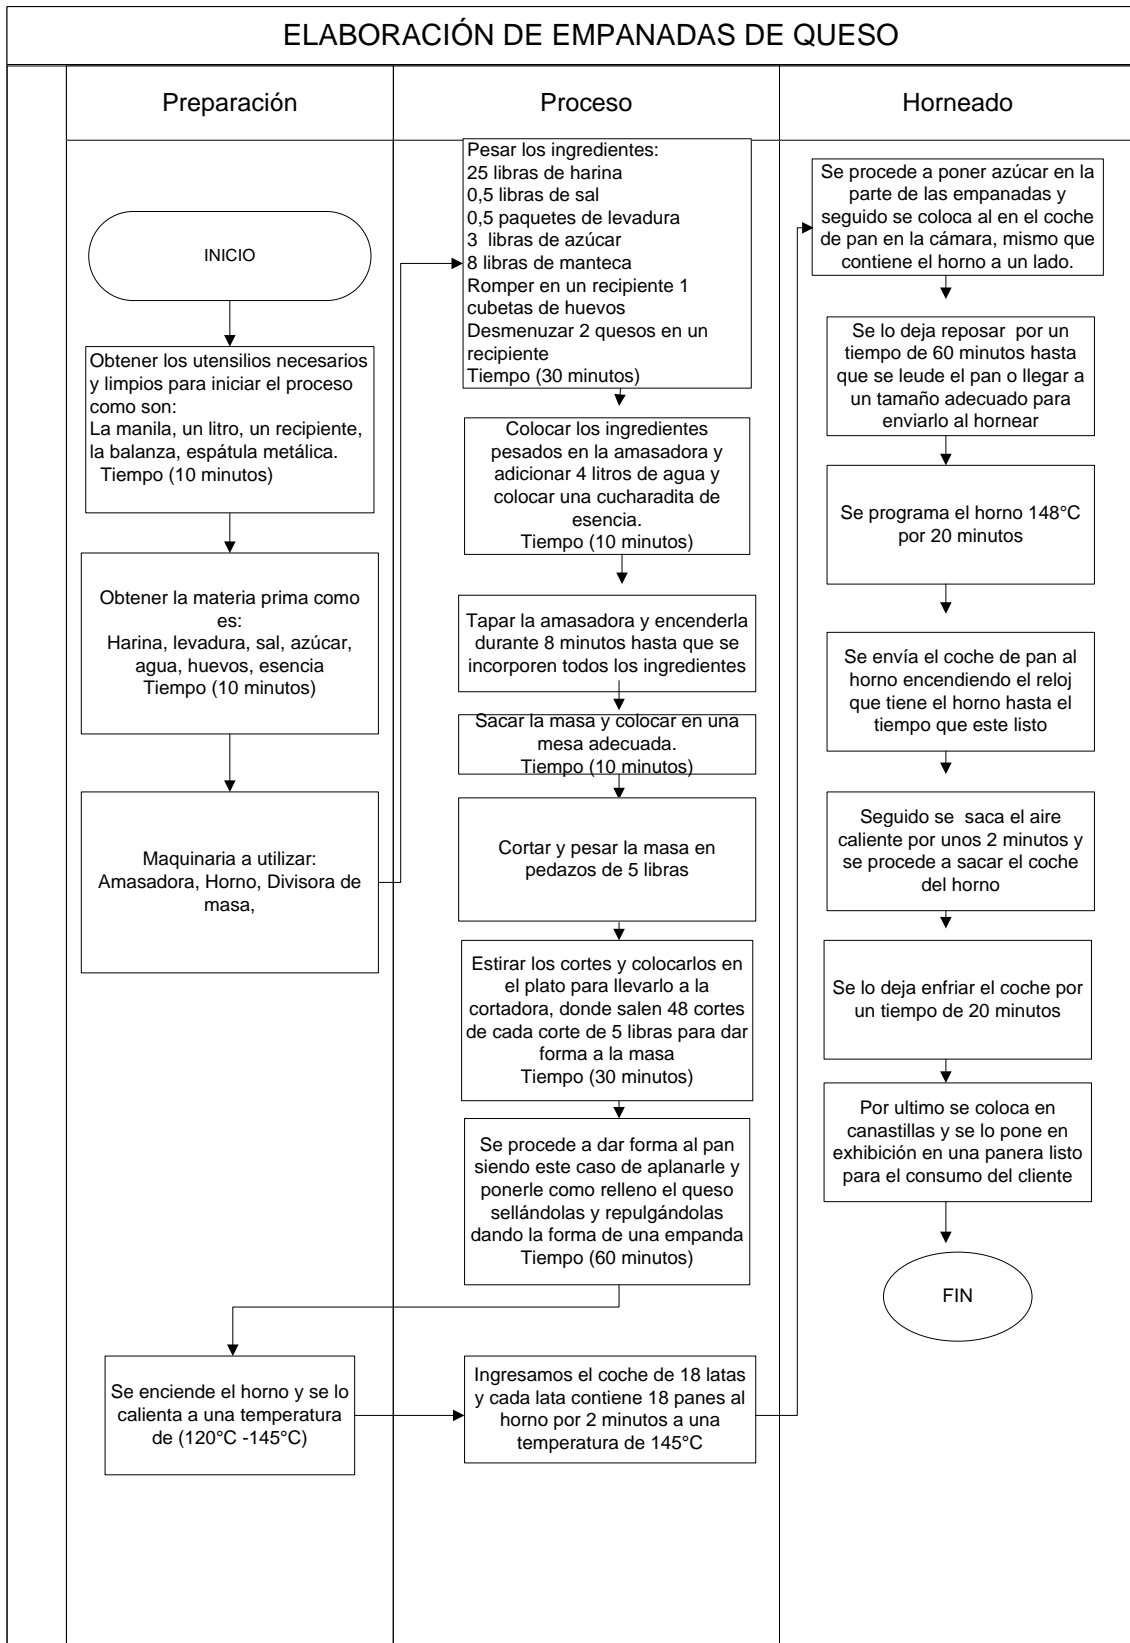 ELABORACIÓN DE EMPANADAS DE QUESO
Preparación
Proceso
Horneado
INICIO
Obtener los utensilios necesarios
y limpios para iniciar el proceso
como son:
La manila, un litro, un recipiente,
la balanza, espátula metálica.
Tiempo (10 minutos)
Obtener la materia prima como
es:
Harina, levadura, sal, azúcar,
agua, huevos, esencia
Tiempo (10 minutos)
Maquinaria a utilizar:
Amasadora, Horno, Divisora de
masa,
Pesar los ingredientes:
25 libras de harina
0,5 libras de sal
0,5 paquetes de levadura
3 libras de azúcar
8 libras de manteca
Romper en un recipiente 1
cubetas de huevos
Desmenuzar 2 quesos en un
recipiente
Tiempo (30 minutos)
Colocar los ingredientes
pesados en la amasadora y
adicionar 4 litros de agua y
colocar una cucharadita de
esencia.
Tiempo (10 minutos)
Tapar la amasadora y encenderla
durante 8 minutos hasta que se
incorporen todos los ingredientes
Sacar la masa y colocar en una
mesa adecuada.
Tiempo (10 minutos)
Cortar y pesar la masa en
pedazos de 5 libras
Estirar los cortes y colocarlos en
el plato para llevarlo a la
cortadora, donde salen 48 cortes
de cada corte de 5 libras para dar
forma a la masa
Tiempo (30 minutos)
Se procede a dar forma al pan
siendo este caso de aplanarle y
ponerle como relleno el queso
sellándolas y repulgándolas
dando la forma de una empanda
Tiempo (60 minutos)
Se enciende el horno y se lo
calienta a una temperatura
de (120°C -145°C)
Ingresamos el coche de 18 latas
y cada lata contiene 18 panes al
horno por 2 minutos a una
temperatura de 145°C
Se procede a poner azúcar en la
parte de las empanadas y
seguido se coloca al en el coche
de pan en la cámara, mismo que
contiene el horno a un lado.
Se lo deja reposar por un
tiempo de 60 minutos hasta
que se leude el pan o llegar a
un tamaño adecuado para
enviarlo al hornear
Se programa el horno 148°C
por 20 minutos
Se envía el coche de pan al
horno encendiendo el reloj
que tiene el horno hasta el
tiempo que este listo
Seguido se saca el aire
caliente por unos 2 minutos y
se procede a sacar el coche
del horno
Se lo deja enfriar el coche por
un tiempo de 20 minutos
Por ultimo se coloca en
canastillas y se lo pone en
exhibición en una panera listo
para el consumo del cliente
FIN